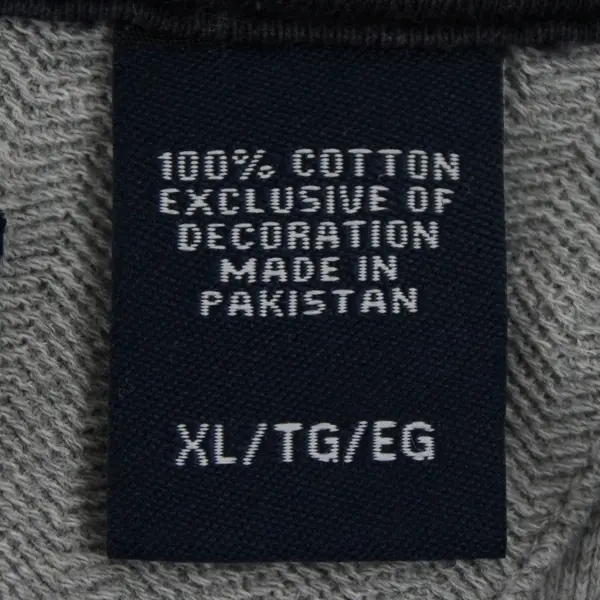 100% COTTON
EXCLUSIVE OF
DECORATION
MADE IN
PAKISTAN
XL/TG/EG